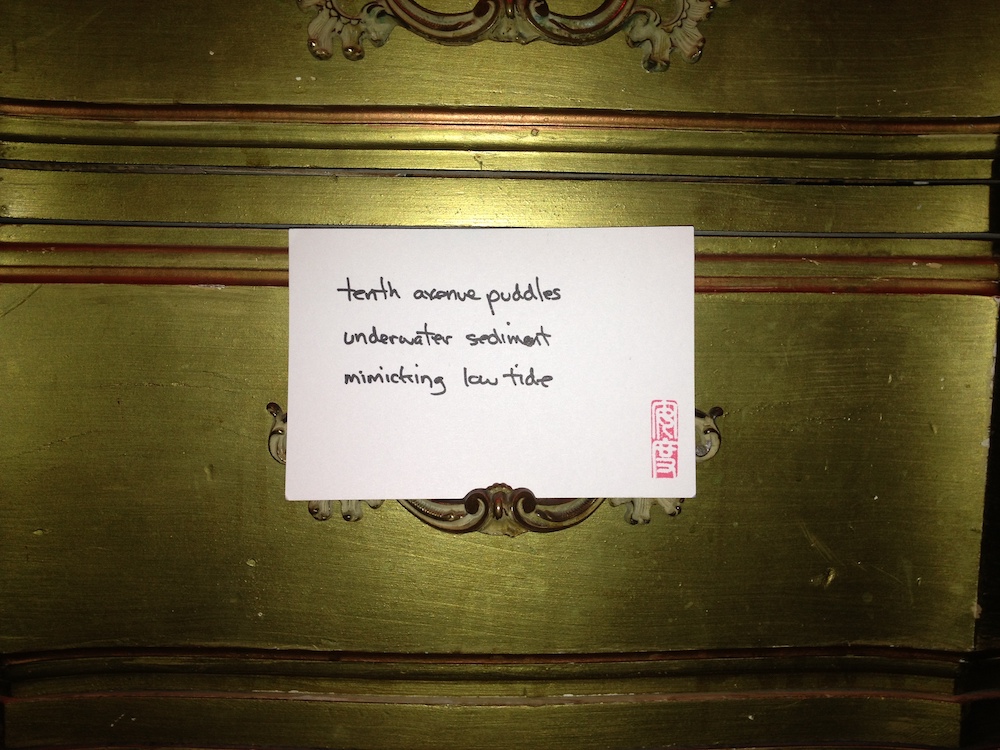 tenth avenue puddles
underwater sediment
mimicking low tide